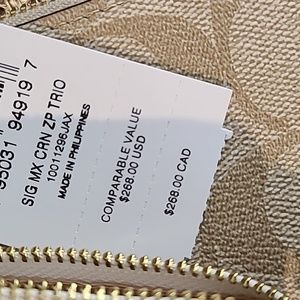 95031 94919 7
SIG MX CRN ZP TRIO
10011296JAX
MADE IN PHILIPPINES
COMPARABLE VALUE
$268.00 USD
$268.00 CAD